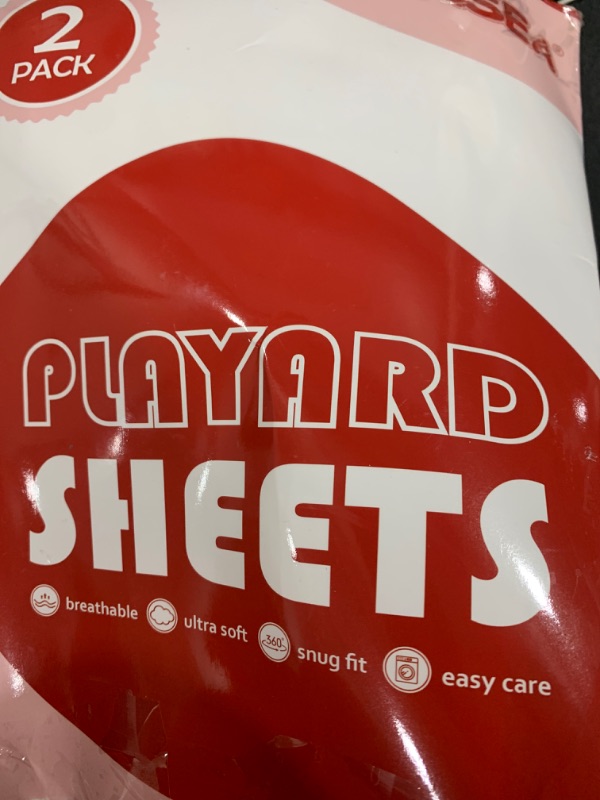 2
PACK
PLAYARD
SHEETS
breathable
ultra soft
360°
snug fit
easy care